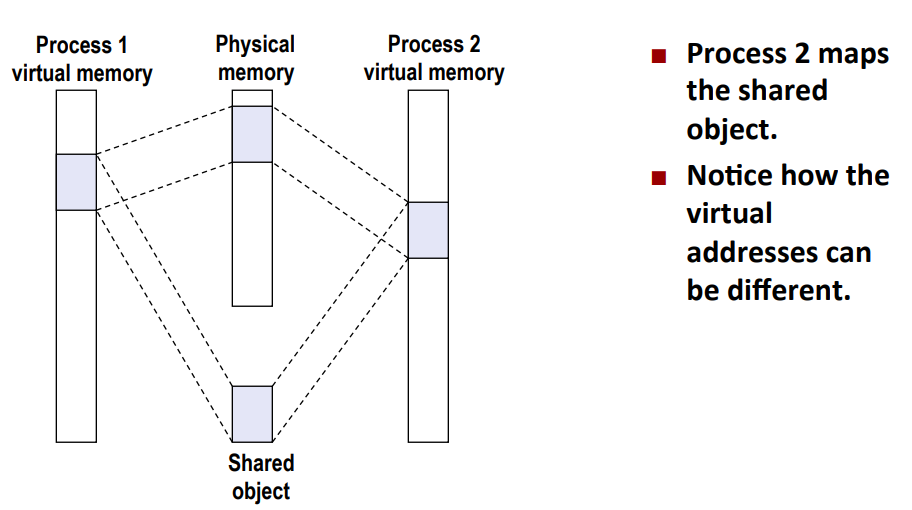 Process 1
virtual memory
Physical
memory
Process 2
virtual memory
Shared
object
■ Process 2 maps
the shared
object.
■ Notice how the
virtual
addresses can
be different.